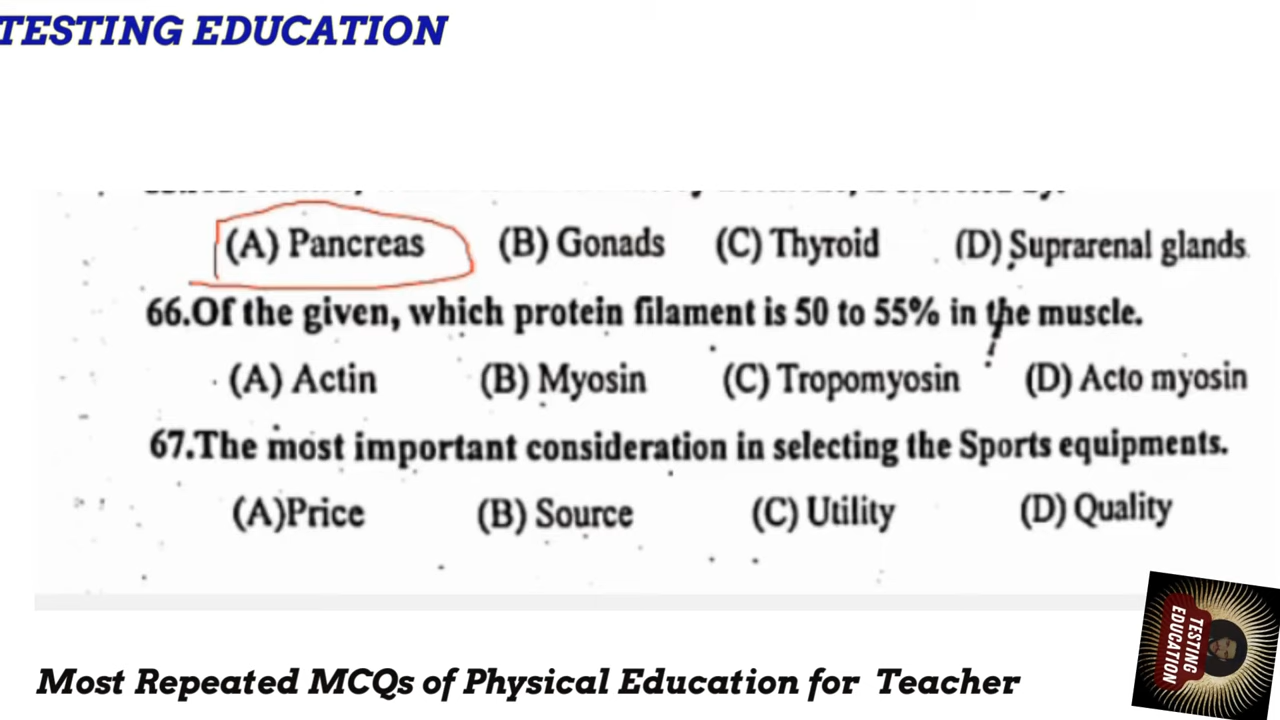 TESTING EDUCATION
(A) Pancreas (B) Gonads (C) Thyroid (D) Suprarenal glands
66.Of the given, which protein filament is 50 to 55% in the muscle.
(A) Actin (B) Myosin (C) Tropomyosin (D) Acto myosin
67.The most important consideration in selecting the Sports equipments.
(A)Price (B) Source (C) Utility (D) Quality
TESTING
EDUCATION
Most Repeated MCQs of Physical Education for Teacher